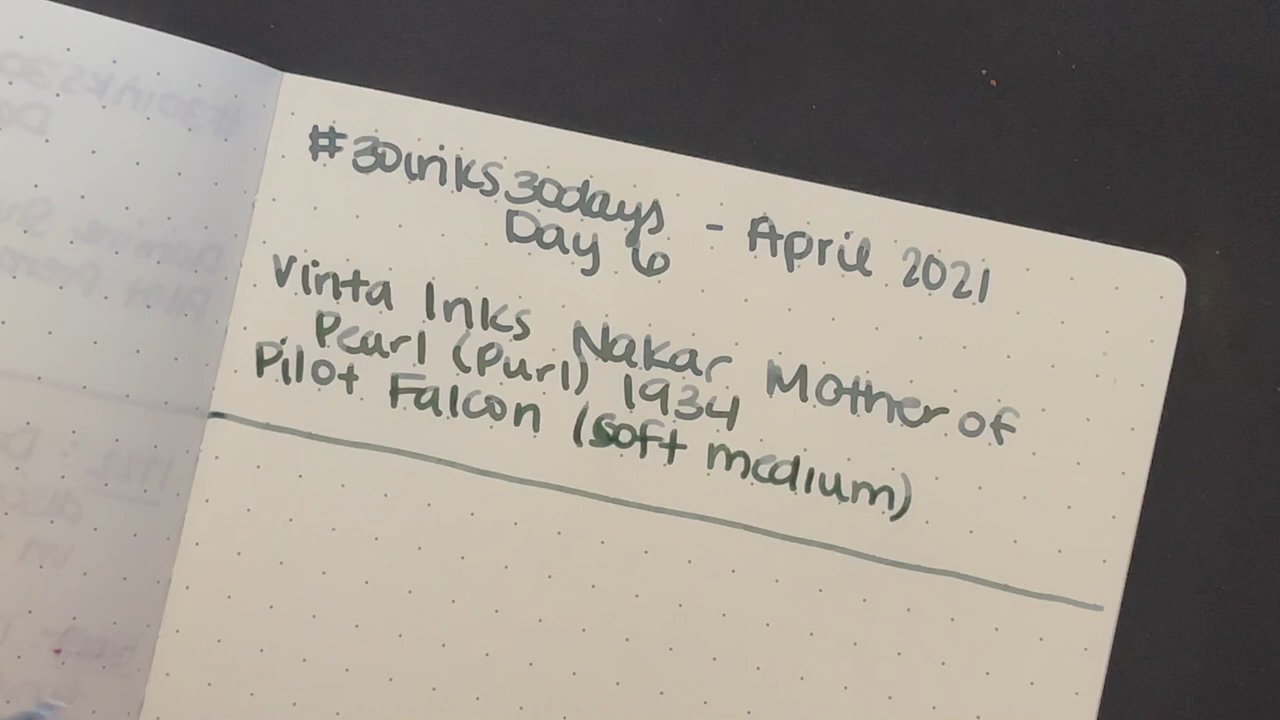 #30inks30days - April 2021
Day 6
Vinta Inks Nakar Mother of
Pearl (Purl) 1934
Pilot Falcon (soft medium)